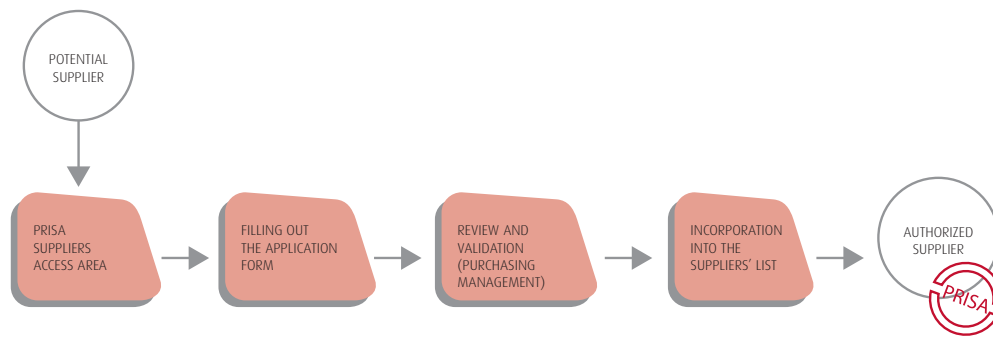 POTENTIAL
SUPPLIER
PRISA
SUPPLIERS
ACCESS AREA
FILLING OUT
THE APPLICATION
FORM
REVIEW AND
VALIDATION
(PURCHASING
MANAGEMENT)
INCORPORATION
INTO THE
SUPPLIERS’ LIST
AUTHORIZED
SUPPLIER
PRISA